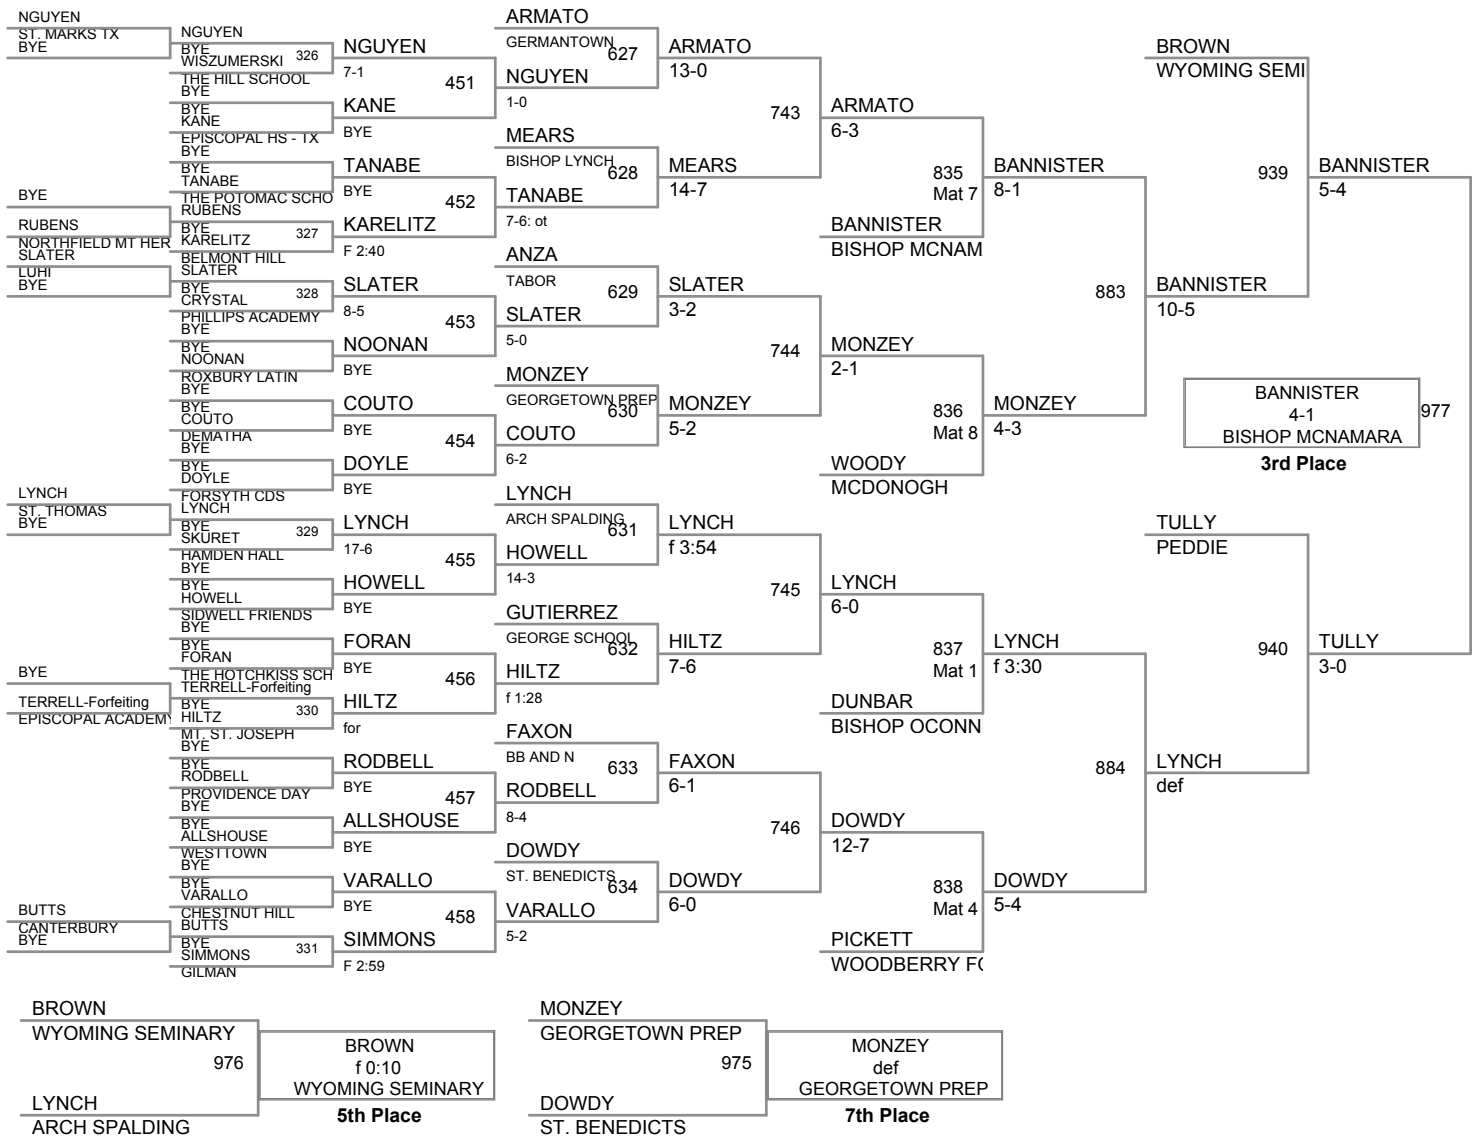 NGUYEN
ST. MARKS TX
BYE
BYE
RUBENS
NORTHFIELD MT HER
SLATER
LUHI
BYE
LYNCH
ST. THOMAS
BYE
BYE
TERRELL-Forfeiting
EPISCOPAL ACADEMY
BUTTS
CANTERBURY
BYE
NGUYEN
BYE
WISZUMERSKI 326
THE HILL SCHOOL
BYE
BYE
KANE
EPISCOPAL HS - TX
BYE
BYE
TANABE
THE POTOMAC SCHO
RUBENS
BYE
KARELITZ 327
BELMONT HILL
SLATER
BYE
CRYSTAL 328
PHILLIPS ACADEMY
BYE
BYE
NOONAN
ROXBURY LATIN
BYE
BYE
COUTO
DEMATHA
BYE
BYE
DOYLE
FORSYTH CDS
LYNCH
BYE
SKURET 329
HAMDEN HALL
BYE
BYE
HOWELL
SIDWELL FRIENDS
BYE
BYE
FORAN
THE HOTCHKISS SCH
TERRELL-Forfeiting
BYE
HILTZ 330
MT. ST. JOSEPH
BYE
BYE
RODBELL
PROVIDENCE DAY
BYE
BYE
ALLSHOUSE
WESTTOWN
BYE
BYE
VARALLO
CHESTNUT HILL
BUTTS
BYE
SIMMONS 331
GILMAN
NGUYEN
7-1
451
KANE
BYE
TANABE
BYE
452
KARELITZ
F 2:40
SLATER
8-5
453
NOONAN
BYE
COUTO
BYE
454
DOYLE
BYE
LYNCH
17-6
455
HOWELL
BYE
FORAN
BYE
456
HILTZ
for
RODBELL
BYE
457
ALLSHOUSE
BYE
VARALLO
BYE
458
SIMMONS
F 2:59
ARMATO
GERMANTOWN
627
NGUYEN
1-0
MEARS
BISHOP LYNCH
628
TANABE
7-6: ot
ANZA
TABOR
629
SLATER
5-0
MONZEY
GEORGETOWN PREP
630
COUTO
6-2
LYNCH
ARCH SPALDING
631
HOWELL
14-3
GUTIERREZ
GEORGE SCHOOL
632
HILTZ
f 1:28
FAXON
BB AND N
633
RODBELL
8-4
DOWDY
ST. BENEDICTS
634
VARALLO
5-2
ARMATO
13-0
743
MEARS
14-7
SLATER
3-2
744
MONZEY
5-2
LYNCH
f 3:54
745
HILTZ
7-6
FAXON
6-1
746
DOWDY
6-0
ARMATO
6-3
835
Mat 7
BANNISTER
BISHOP MCNAM
MONZEY
2-1
836
Mat 8
WOODY
MCDONOGH
LYNCH
6-0
837
Mat 1
DUNBAR
BISHOP OCONN
DOWDY
12-7
838
Mat 4
PICKETT
WOODBERRY FO
BANNISTER
8-1
883
MONZEY
4-3
LYNCH
f 3:30
884
DOWDY
5-4
BROWN
WYOMING SEMI
939
BANNISTER
10-5
TULLY
PEDDIE
940
LYNCH
def
BANNISTER
5-4
TULLY
3-0
BANNISTER
4-1
BISHOP MCNAMARA
977
3rd Place
BROWN
WYOMING SEMINARY
976
LYNCH
ARCH SPALDING
BROWN
f 0:10
WYOMING SEMINARY
5th Place
MONZEY
GEORGETOWN PREP
975
DOWDY
ST. BENEDICTS
MONZEY
def
GEORGETOWN PREP
7th Place